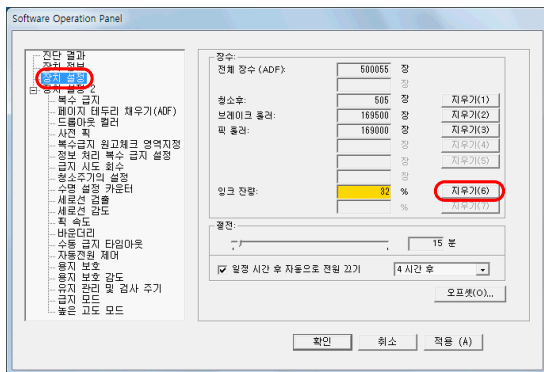 Software Operation Panel
진단 결과
장치 정보
장치 설정
장치 설정 2
복수 급지
페이지 테두리 채우기(ADF)
드롭아웃 컬러
사전 픽
복수급지 원고체크 영역지정
정보 처리 복수 급지 설정
급지 시도 회수
청소주기의 설정
수명 설정 카운터
세로선 검출
세로선 감도
픽 속도
바운더리
수동 급지 타임아웃
자동전원 제어
용지 보호
용지 보호 감도
유지 관리 및 검사 주기
급지 모드
높은 고도 모드
장수:
전체 장수 (ADF): 500055 장
장
청소후: 505 장 지우기(1)
브레이크 롤러: 169500 장 지우기(2)
픽 롤러: 169000 장 지우기(3)
장 지우기(4)
장 지우기(5)
장
잉크 잔량: 32 % 지우기(6)
% 지우기(7)
절전:
15 분
일정 시간 후 자동으로 전원 끄기 4 시간 후
오프셋(O)...
확인 취소 적용 (A)